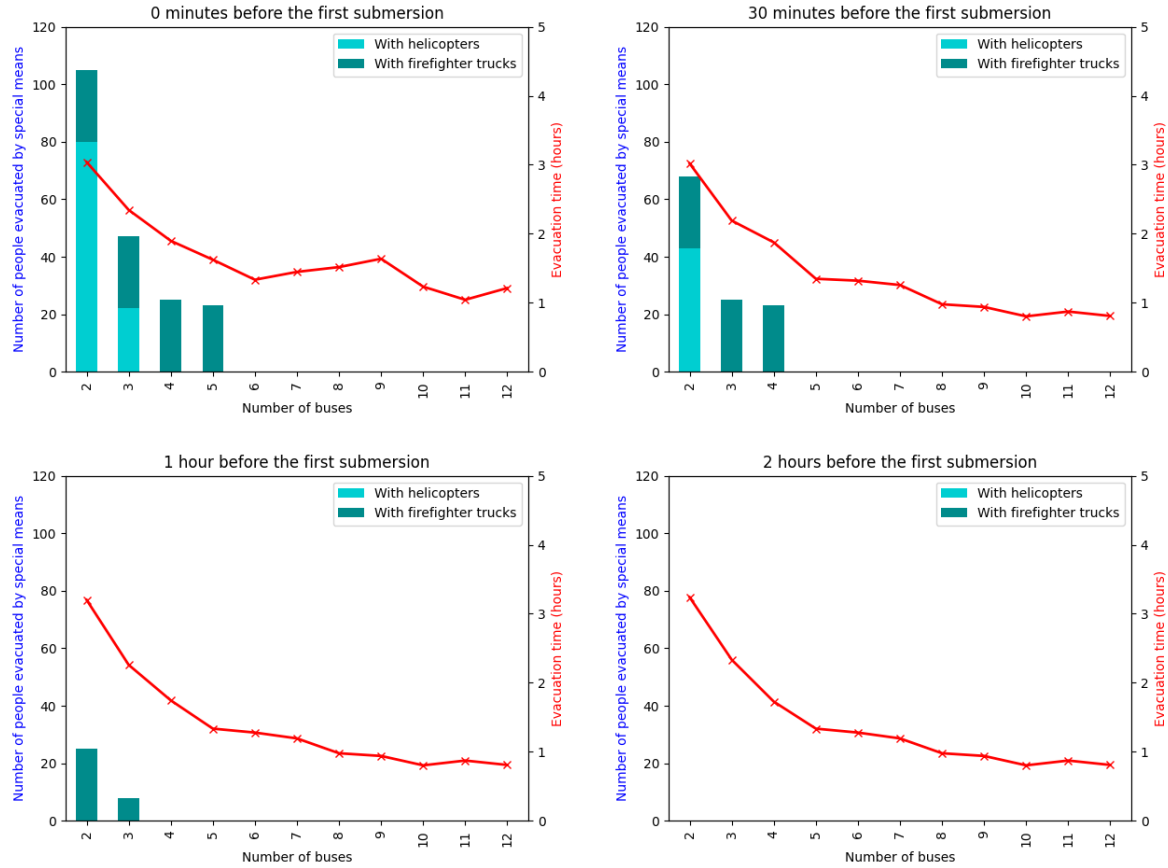 0 minutes before the first submersion
Number of people evacuated by special means
120
100
80
60
40
20
0
With helicopters
With firefighter trucks
5
4
3
2
1
0
Evacuation time (hours)
2 3 4 5 6 7 8 9 10 11 12
Number of buses
30 minutes before the first submersion
Number of people evacuated by special means
120
100
80
60
40
20
0
With helicopters
With firefighter trucks
5
4
3
2
1
0
Evacuation time (hours)
2 3 4 5 6 7 8 9 10 11 12
Number of buses
1 hour before the first submersion
Number of people evacuated by special means
120
100
80
60
40
20
0
With helicopters
With firefighter trucks
5
4
3
2
1
0
Evacuation time (hours)
2 3 4 5 6 7 8 9 10 11 12
Number of buses
2 hours before the first submersion
Number of people evacuated by special means
120
100
80
60
40
20
0
With helicopters
With firefighter trucks
5
4
3
2
1
0
Evacuation time (hours)
2 3 4 5 6 7 8 9 10 11 12
Number of buses